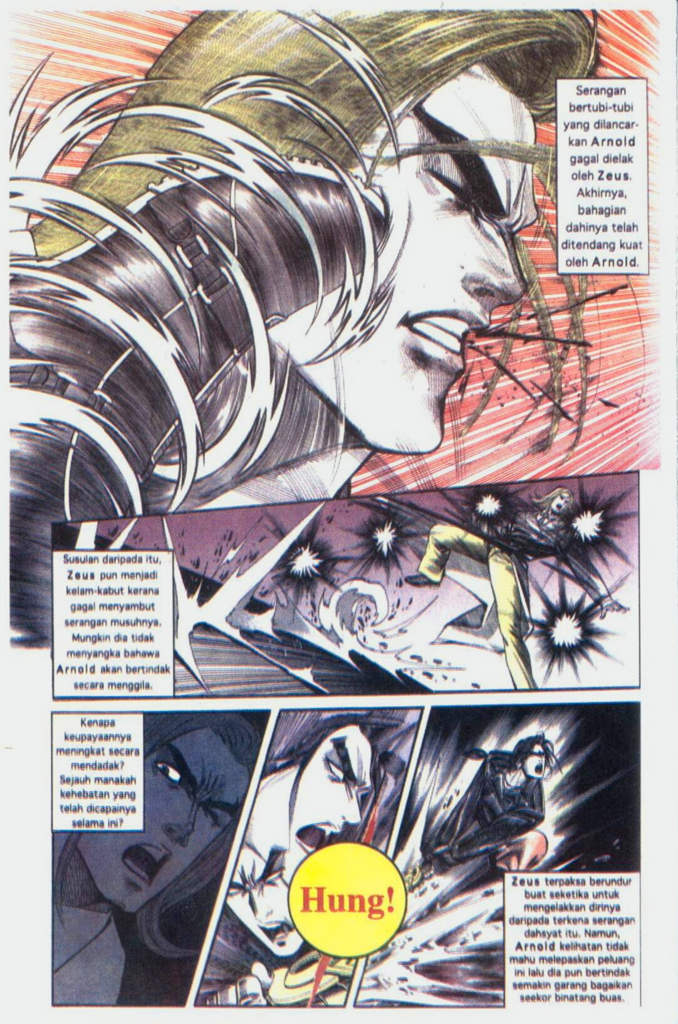 Serangan
bertubi-tubi
yang dilancar-
kan Arnold
gagal dielak
oleh Zeus.
Akhirnya,
bahagian
dahinya telah
ditendang kuat
oleh Arnold.
Susulan daripada itu,
Zeus pun menjadi
kelam-kabut kerana
gagal menyambut
serangan musuhnya.
Mungkin dia tidak
menyangka bahawa
Arnold akan bertindak
secara menggila.
Kenapa
keupayaannya
meningkat secara
mendadak?
Sejauh manakah
kehebatan yang
telah dicapainya
selama ini?
Hung!
Zeus terpaksa berundur
buat seketika untuk
mengelakkan dirinya
daripada terkena serangan
dahsyat itu. Namun,
Arnold kelihatan tidak
mahu melepaskan peluang
ini lalu dia pun bertindak
semakin garang bagaikan
seekor binatang buas.